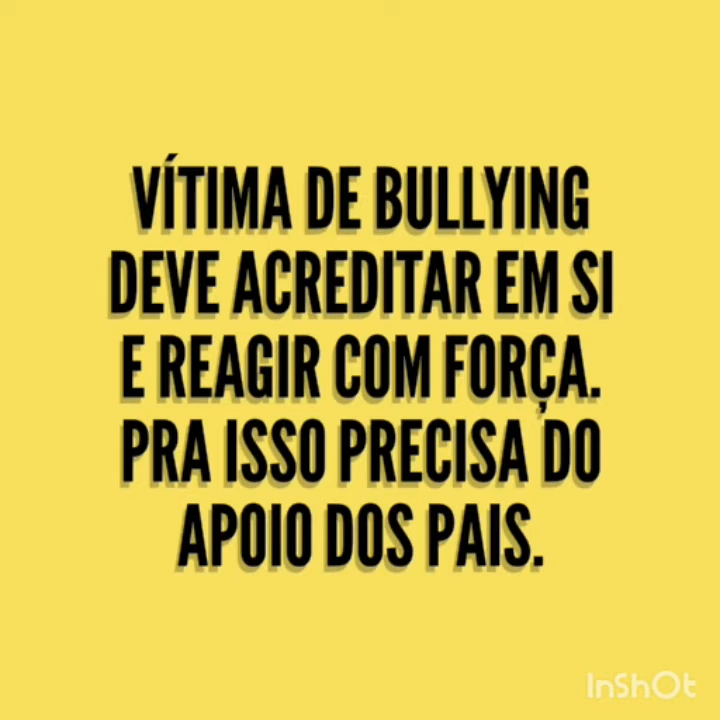 VÍTIMA DE BULLYING
DEVE ACREDITAR EM SI
E REAGIR COM FORÇA.
PRA ISSO PRECISA DO
APOIO DOS PAIS.
InShOt